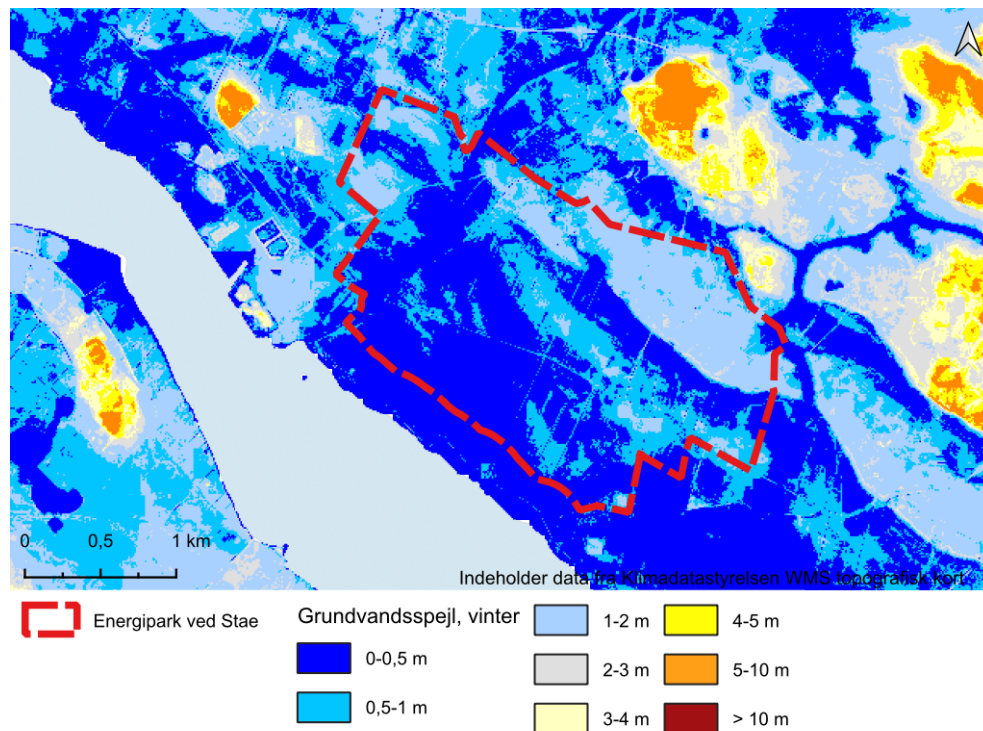 0 0,5 1 km
Indeholder data fra Klimadatastyrelsen WMS topografisk kort
Energipark ved Stae
Grundvandsspejl, vinter
0-0,5 m
0,5-1 m
1-2 m
2-3 m
3-4 m
4-5 m
5-10 m
> 10 m